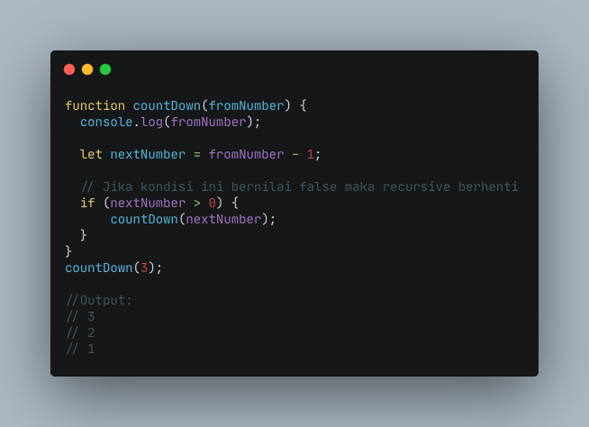 function countDown(fromNumber) {
  console.log(fromNumber);
  let nextNumber = fromNumber - 1;
  // Jika kondisi ini bernilai false maka recursive berhenti
  if (nextNumber > 0) {
      countDown(nextNumber);
  }
}
countDown(3);
//Output:
// 3
// 2
// 1